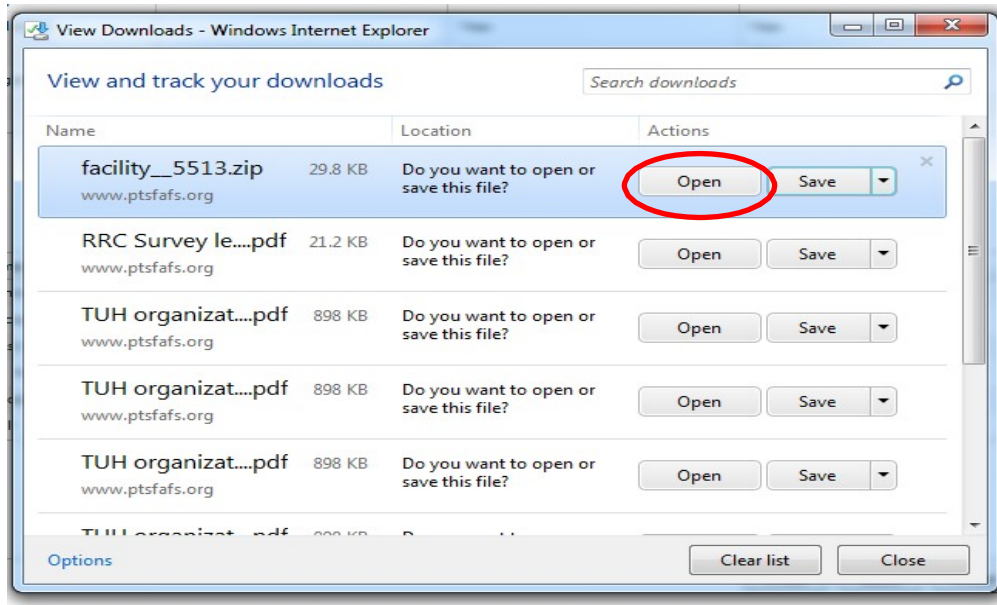 View Downloads - Windows Internet Explorer
View and track your downloads
Search downloads
Name Location Actions
facility__5513.zip 29.8 KB Do you want to open or save this file? Open Save
www.ptsfafs.org
RRC Survey le....pdf 21.2 KB Do you want to open or save this file? Open Save
www.ptsfafs.org
TUH organizat....pdf 898 KB Do you want to open or save this file? Open Save
www.ptsfafs.org
TUH organizat....pdf 898 KB Do you want to open or save this file? Open Save
www.ptsfafs.org
TUH organizat....pdf 898 KB Do you want to open or save this file? Open Save
www.ptsfafs.org
TUH organizat....pdf 898 KB
Options Clear list Close